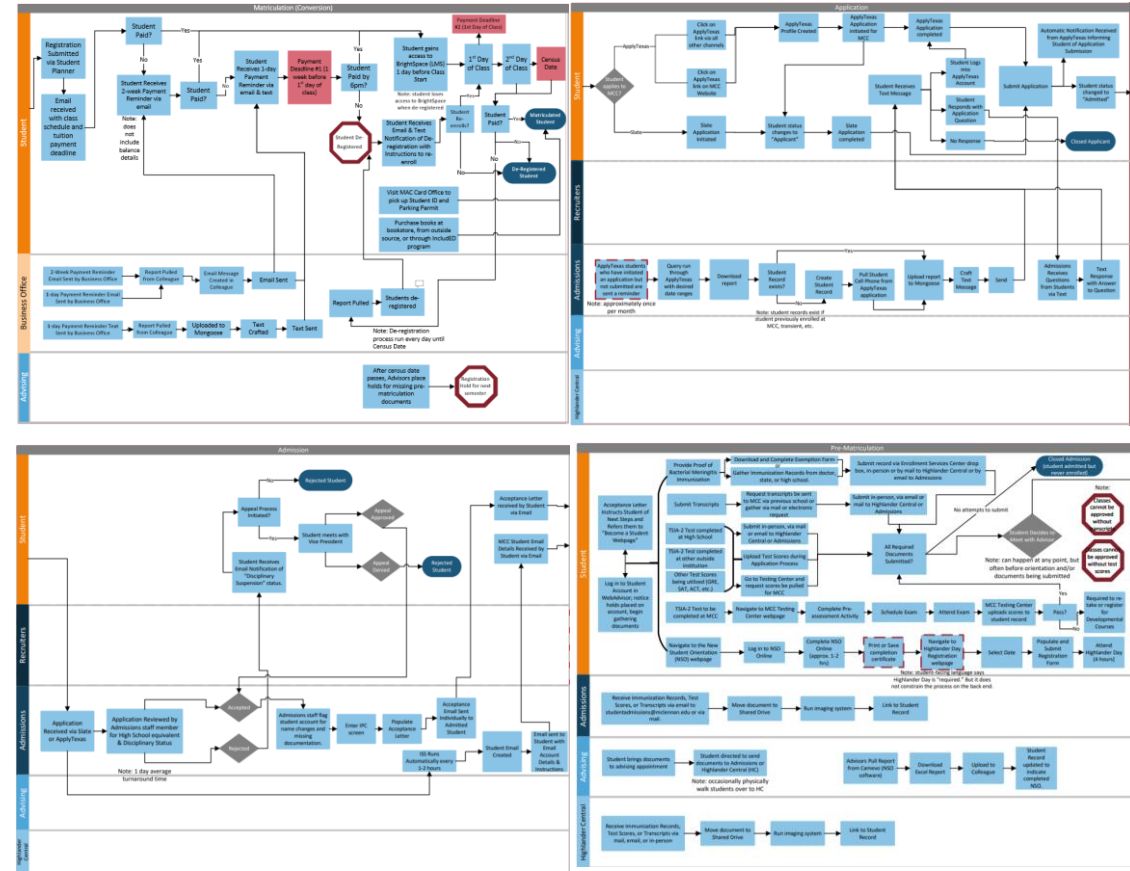 Matriculation (Conversion)
Student
Registration
Submitted
via Student
Planner
Email
received
with class
schedule and
tuition
payment
deadline
Student
Paid?
Yes
No
Student Receives
2-week Payment
Reminder via
email
Note:
does
not
include
balance
details
Student
Paid?
Yes
No
Student
Receives 1-day
Payment
Reminder via
email & text
Payment
Deadline #1 (1
week before
1st day of
class)
Student
Paid by
6pm?
Yes
No
Student De-
Registered
Student Receives
Email & Text
Notification of De-
registration with
Instructions to re-
enroll
Student gains
access to
BrightSpace (LMS)
1 day before Class
Start
Note: student loses
access to BrightSpace
when de-registered
Payment Deadline
#2 (1st Day of Class)
1st Day
of Class
2nd Day
of Class
Census
Date
Student
Re-
enrolls?
Yes
No
Student
Paid?
Yes
No
Matriculated
Student
De-Registered
Student
Visit MAC Card Office to
pick up Student ID and
Parking Permit
Purchase books at
bookstore, from outside
source, or through IncludED
program
Business Office
2-Week Payment Reminder
Email Sent by Business Office
Report Pulled
from Colleague
Email Message
Created in
Colleague
Email Sent
3-day Payment Reminder Email
Sent by Business Office
3-day Payment Reminder Text
Sent by Business Office
Report Pulled
from Colleague
Uploaded to
Mongoose
Text
Crafted
Text Sent
Report Pulled
Students de-
registered
Note: De-registration
process run every day until
Census Date
Advising
After census date
passes, Advisors place
holds for missing pre-
matriculation
documents
Registration
Hold for next
semester
Application
Student
Student
applies to
MCC?
ApplyTexas
Slate
Click on
ApplyTexas
link via all
other channels
Click on
ApplyTexas
link on MCC
Website
ApplyTexas
Profile Created
ApplyTexas
Application
initiated for
MCC
ApplyTexas
Application
completed
Slate
Application
Initiated
Student status
changes to
"Applicant"
Slate
Application
completed
Student Receives
Text Message
Student Logs
into
ApplyTexas
Account
Student
Responds with
Application
Question
No Response
Closed Applicant
Submit Application
Automatic Notification Received
from ApplyTexas Informing Student
of Application Submission
Student status
changed to
"Admitted"
Recruiters
Admissions
ApplyTexas students
who have initiated
an application but
not submitted are
sent a reminder
Note: approximately once
per month
Query run
through
ApplyTexas
with desired
date ranges
Download
report
Student
Record
exists?
Yes
No
Create
Student
Record
Note: student records exist if
student previously enrolled at
MCC, transient, etc.
Pull Student
Cell Phone from
ApplyTexas
application
Upload report
to Mongoose
Craft
Text
Message
Send
Admissions
Receives
Questions from
Students via Text
Text
Response
with Answer
to Question
Advising
Highlander Central
Admission
Student
Appeal Process
Initiated?
No
Yes
Rejected Student
Student meets with
Vice President
Appeal
Approved
Appeal
Denied
Rejected
Student
Student Receives
Email Notification of
"Disciplinary
Suspension" status.
Acceptance Letter
received by Student
via Email
MCC Student Email
Details Received by
Student via Email
Recruiters
Admissions
Application
Received via Slate
or ApplyTexas
Application Reviewed by
Admissions staff member
for High School equivalent
& Disciplinary Status
Note: 1 day average
turnaround time
Accepted
Rejected
Admissions staff flag
student account for
name changes and
missing
documentation.
Enter IPC
screen
Populate
Acceptance
Letter
Acceptance
Email Sent
Individually to
Admitted
Student
ISS Runs
Automatically every
1-2 hours
Student Email
Created
Email sent to
Student with
Email
Account
Details &
Instructions
Advising
Highlander
Central
Pre-Matriculation
Student
Acceptance Letter
Instructs Student
of Next Steps and
Refers them to
"Become a Student
Webpage"
Log in to Student
Account in
WebAdvisor; notice
holds placed on
account, begin
gathering
documents
Provide Proof of
Bacterial Meningitis
Immunization
Download and Complete Exemption Form
or
Gather Immunization Records from doctor,
state, or high school.
Submit record via Enrollment Services Center drop
box, in-person or by mail to Highlander Central or by
email to Admissions
Submit Transcripts
Request transcripts be sent
to MCC via previous school or
gather via mail or electronic
request
Submit in-person, via email or
mail to Highlander Central or
Admissions
TSIA-2 Test completed
at High School
Submit in-person, via mail
or email to Highlander
Central or Admissions
TSIA-2 Test
completed at other
outside institution
Upload Test Scores during
Application Process
Other Test Scores
being utilized (GRE,
SAT, ACT, etc.)
Go to Testing Center and
request scores be pulled for
MCC
All Required
Documents
Submitted?
No attempts to submit
Closed Admission
(student admitted but
never enrolled)
Student Decides to
Meet with Advisor
Note:
Classes
cannot be
approved
without
Classes cannot
be approved
without test
scores
Note: can happen at any point, but
often before orientation and/or
documents being submitted
TSIA-2 Test to be
completed at MCC
Navigate to MCC Testing
Center webpage
Complete Pre-
assessment Activity
Schedule Exam
Attend Exam
MCC Testing Center
uploads scores to
student record
Pass?
Yes
No
Required to re-
take or register
for
Developmental
Courses
Navigate to the New
Student Orientation
(NSO) webpage
Log in to NSO
Online
Complete NSO
Online
(approx. 1-2
hrs)
Print or Save
completion
certificate
Navigate to
Highlander Day
Registration
webpage
Select Date
Populate and
Submit
Registration
Form
Attend
Highlander Day
(4 hours)
Note: student-facing language says
Highlander Day is "required." But it does
not constrain the process on the back end.
Admissions
Receive Immunization Records, Test
Scores, or Transcripts via email to
studentadmissions@mclennan.edu or via
mail.
Move document to
Shared Drive
Run imaging system
Link to Student
Record
Advising
Student brings documents
to advising appointment
Student directed to send
documents to Admissions or
Highlander Central (HC)
Note: occasionally physically
walk students over to HC
Advisors Pull Report
from Comevo (NSO
software)
Download
Excel Report
Upload to
Colleague
Student
Record
updated to
indicate
completed
NSO.
Highlander Central
Receive Immunization Records,
Test Scores, or Transcripts via
mail, email, or in-person
Move document to
Shared Drive
Run imaging system
Link to Student
Record